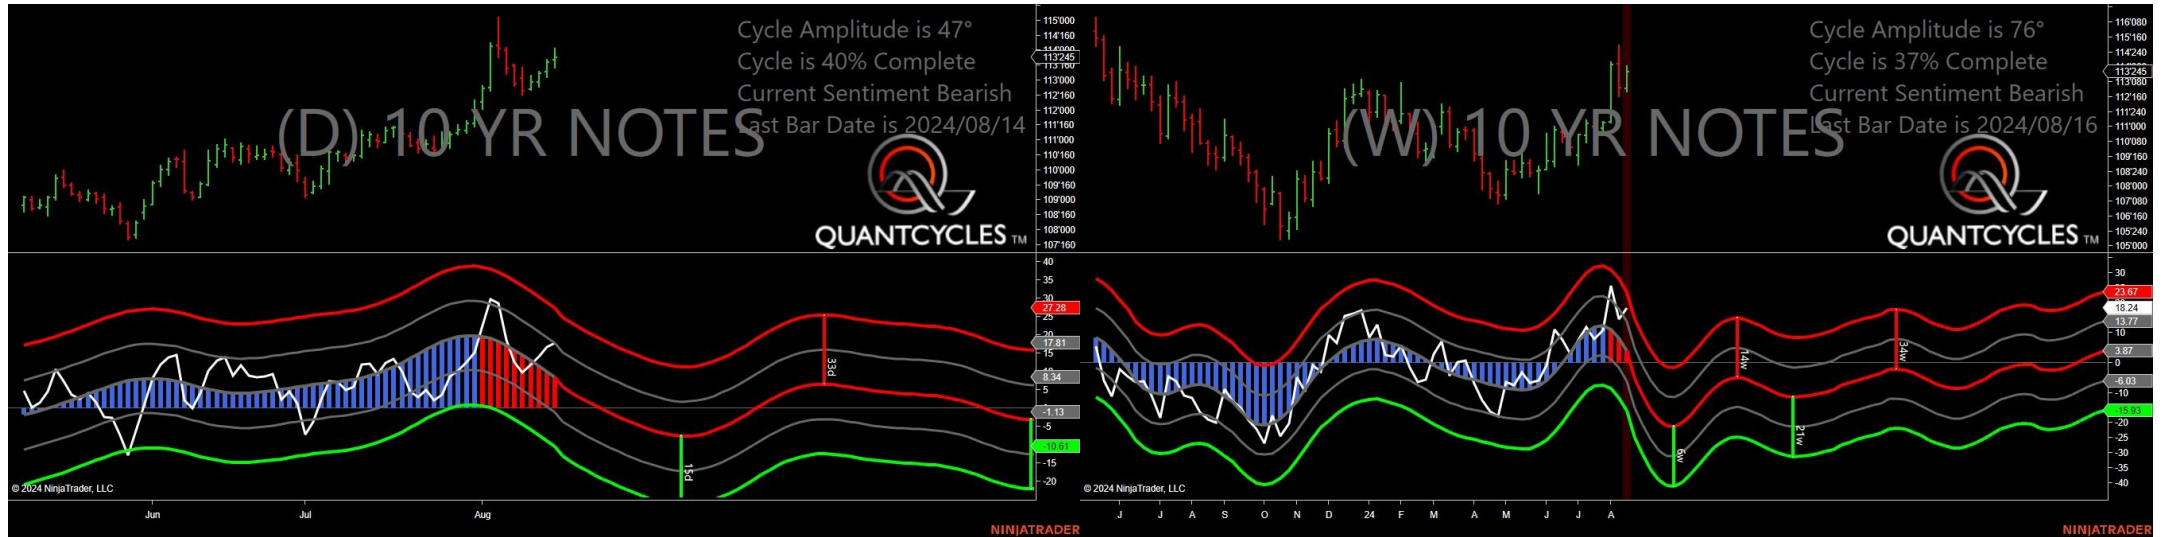 Cycle Amplitude is 47°
Cycle is 40% Complete
Current Sentiment Bearish
Last Bar Date is 2024/08/14
(D) 10 YR NOTES
QUANTCYCLES TM
115'000
114'160
113'245
113'000
112'160
112'000
111'160
111'000
110'160
110'000
109'160
109'000
108'160
108'000
107'160
40
35
30
27.28
25
20
17.81
15
8.34
-1.13
-5
-10.61
-15
-20
33d
15d
© 2024 NinjaTrader, LLC
Jun
Jul
Aug
NINJATRADER
Cycle Amplitude is 76°
Cycle is 37% Complete
Current Sentiment Bearish
Last Bar Date is 2024/08/16
(W) 10 YR NOTES
QUANTCYCLES TM
116'080
115'160
114'240
113'245
112'160
111'240
111'000
110'080
109'160
108'240
108'000
107'080
106'160
105'240
105'000
30
23.67
18.24
13.77
10
3.87
0
-6.03
-10
-15.93
-20
-25
-30
-35
-40
14w
34w
6w
21w
© 2024 NinjaTrader, LLC
J
J
A
S
O
N
D
24
F
M
A
M
J
J
A
NINJATRADER